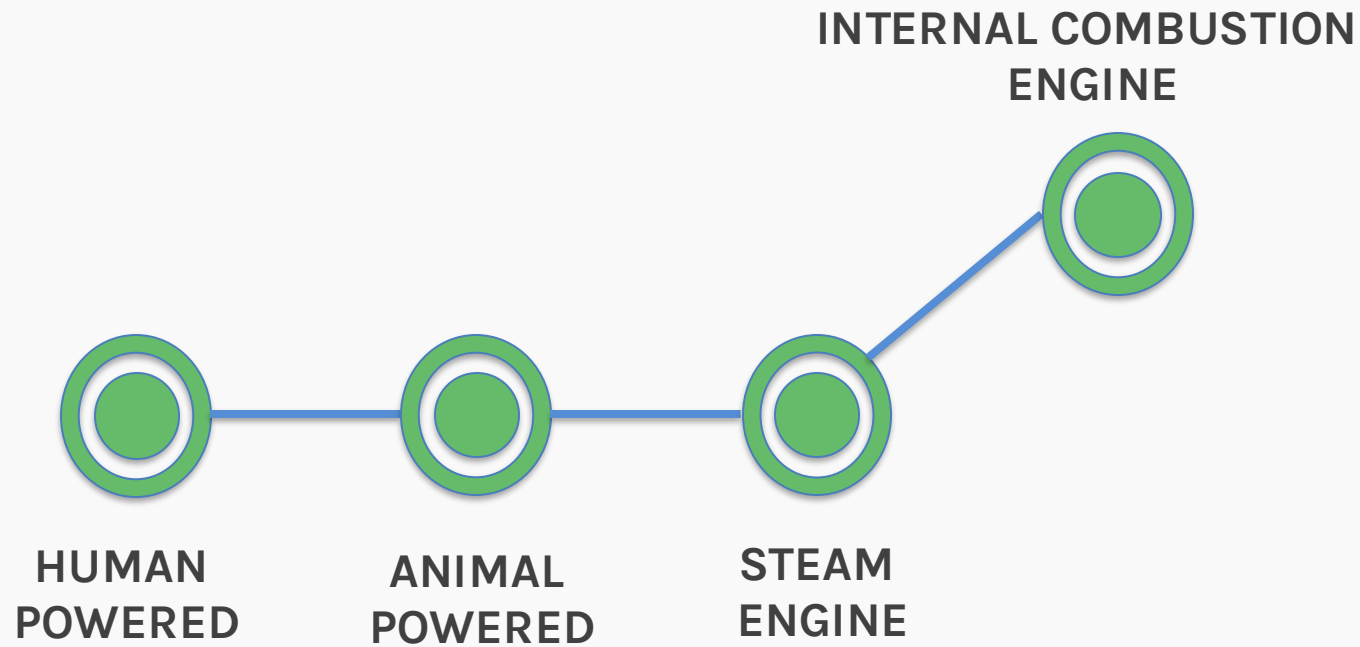 INTERNAL COMBUSTION
ENGINE
HUMAN
POWERED
ANIMAL
POWERED
STEAM
ENGINE